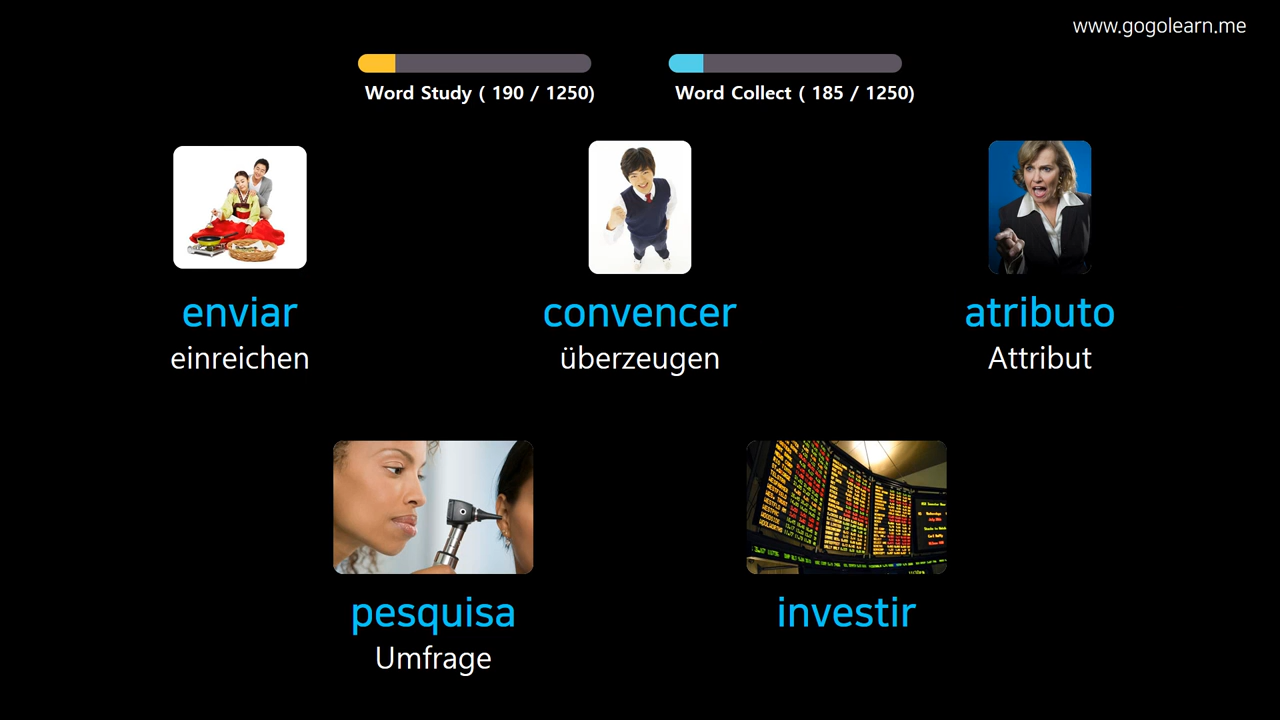 www.gogolearn.me
Word Study ( 190 / 1250)
Word Collect ( 185 / 1250)
enviar
einreichen
convencer
überzeugen
atributo
Attribut
pesquisa
Umfrage
investir